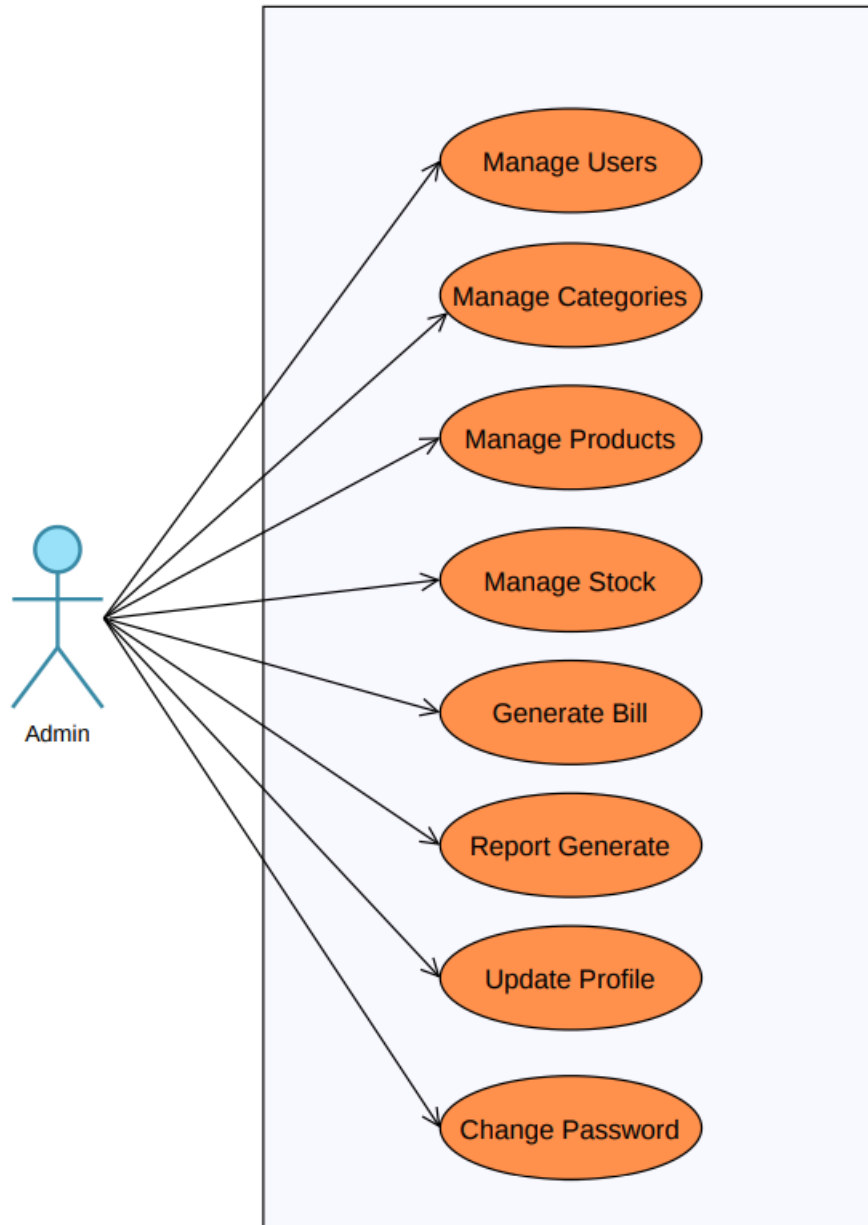 Manage Users
Manage Categories
Manage Products
Manage Stock
Generate Bill
Admin
Report Generate
Update Profile
Change Password